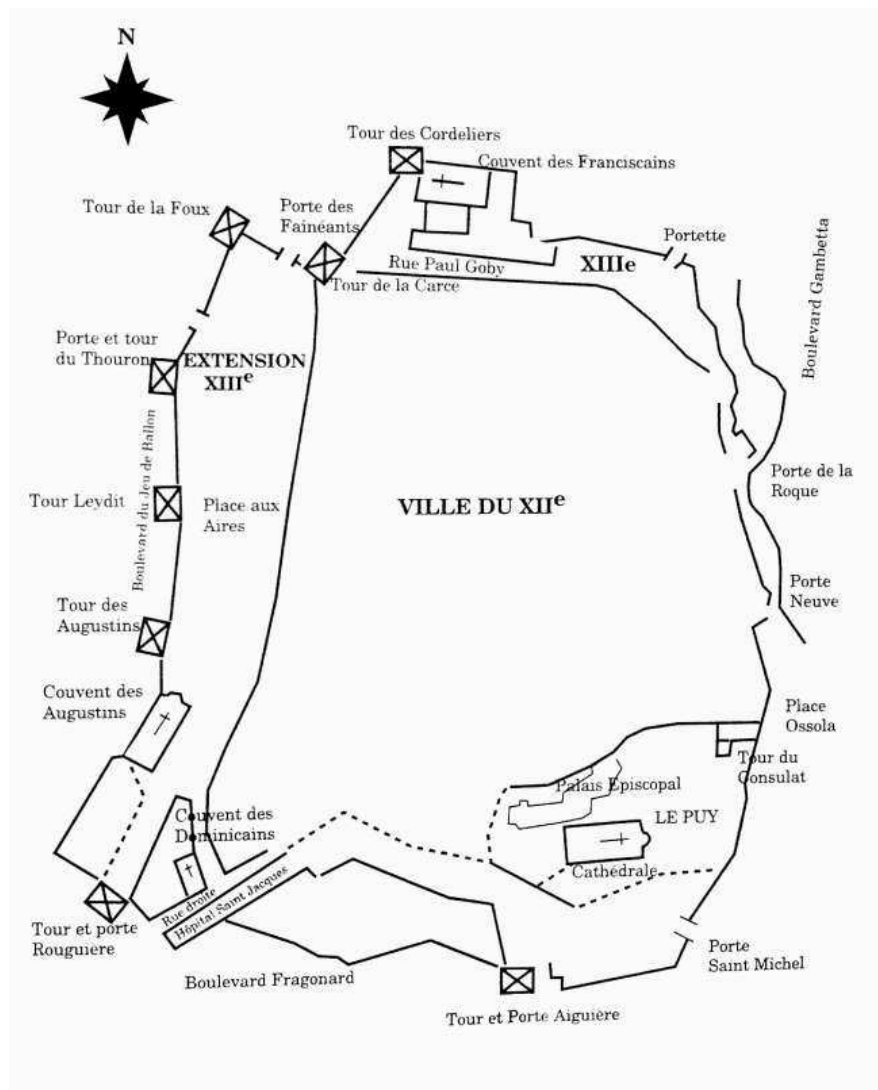 N
Tour des Cordeliers
Couvent des Franciscains
Tour de la Foux
Porte des
Fainéants
Portette
Rue Paul Goby
XIIIe
Tour de la Carce
Boulevard Gambetta
Porte et tour
du Thouron
EXTENSION
XIIIe
Boulevard du Jeu de Ballon
Tour Leydit
Place aux
Aires
VILLE DU XIIe
Porte de la
Roque
Porte
Neuve
Tour des
Augustins
Couvent des
Augustins
Place
Ossola
Tour du
Consulat
Palais Episcopal
LE PUY
Cathédrale
Couvent des
Dominicains
Rue droite
Hôpital Saint Jacques
Tour et porte
Rouguière
Porte
Saint Michel
Boulevard Fragonard
Tour et Porte Aiguière